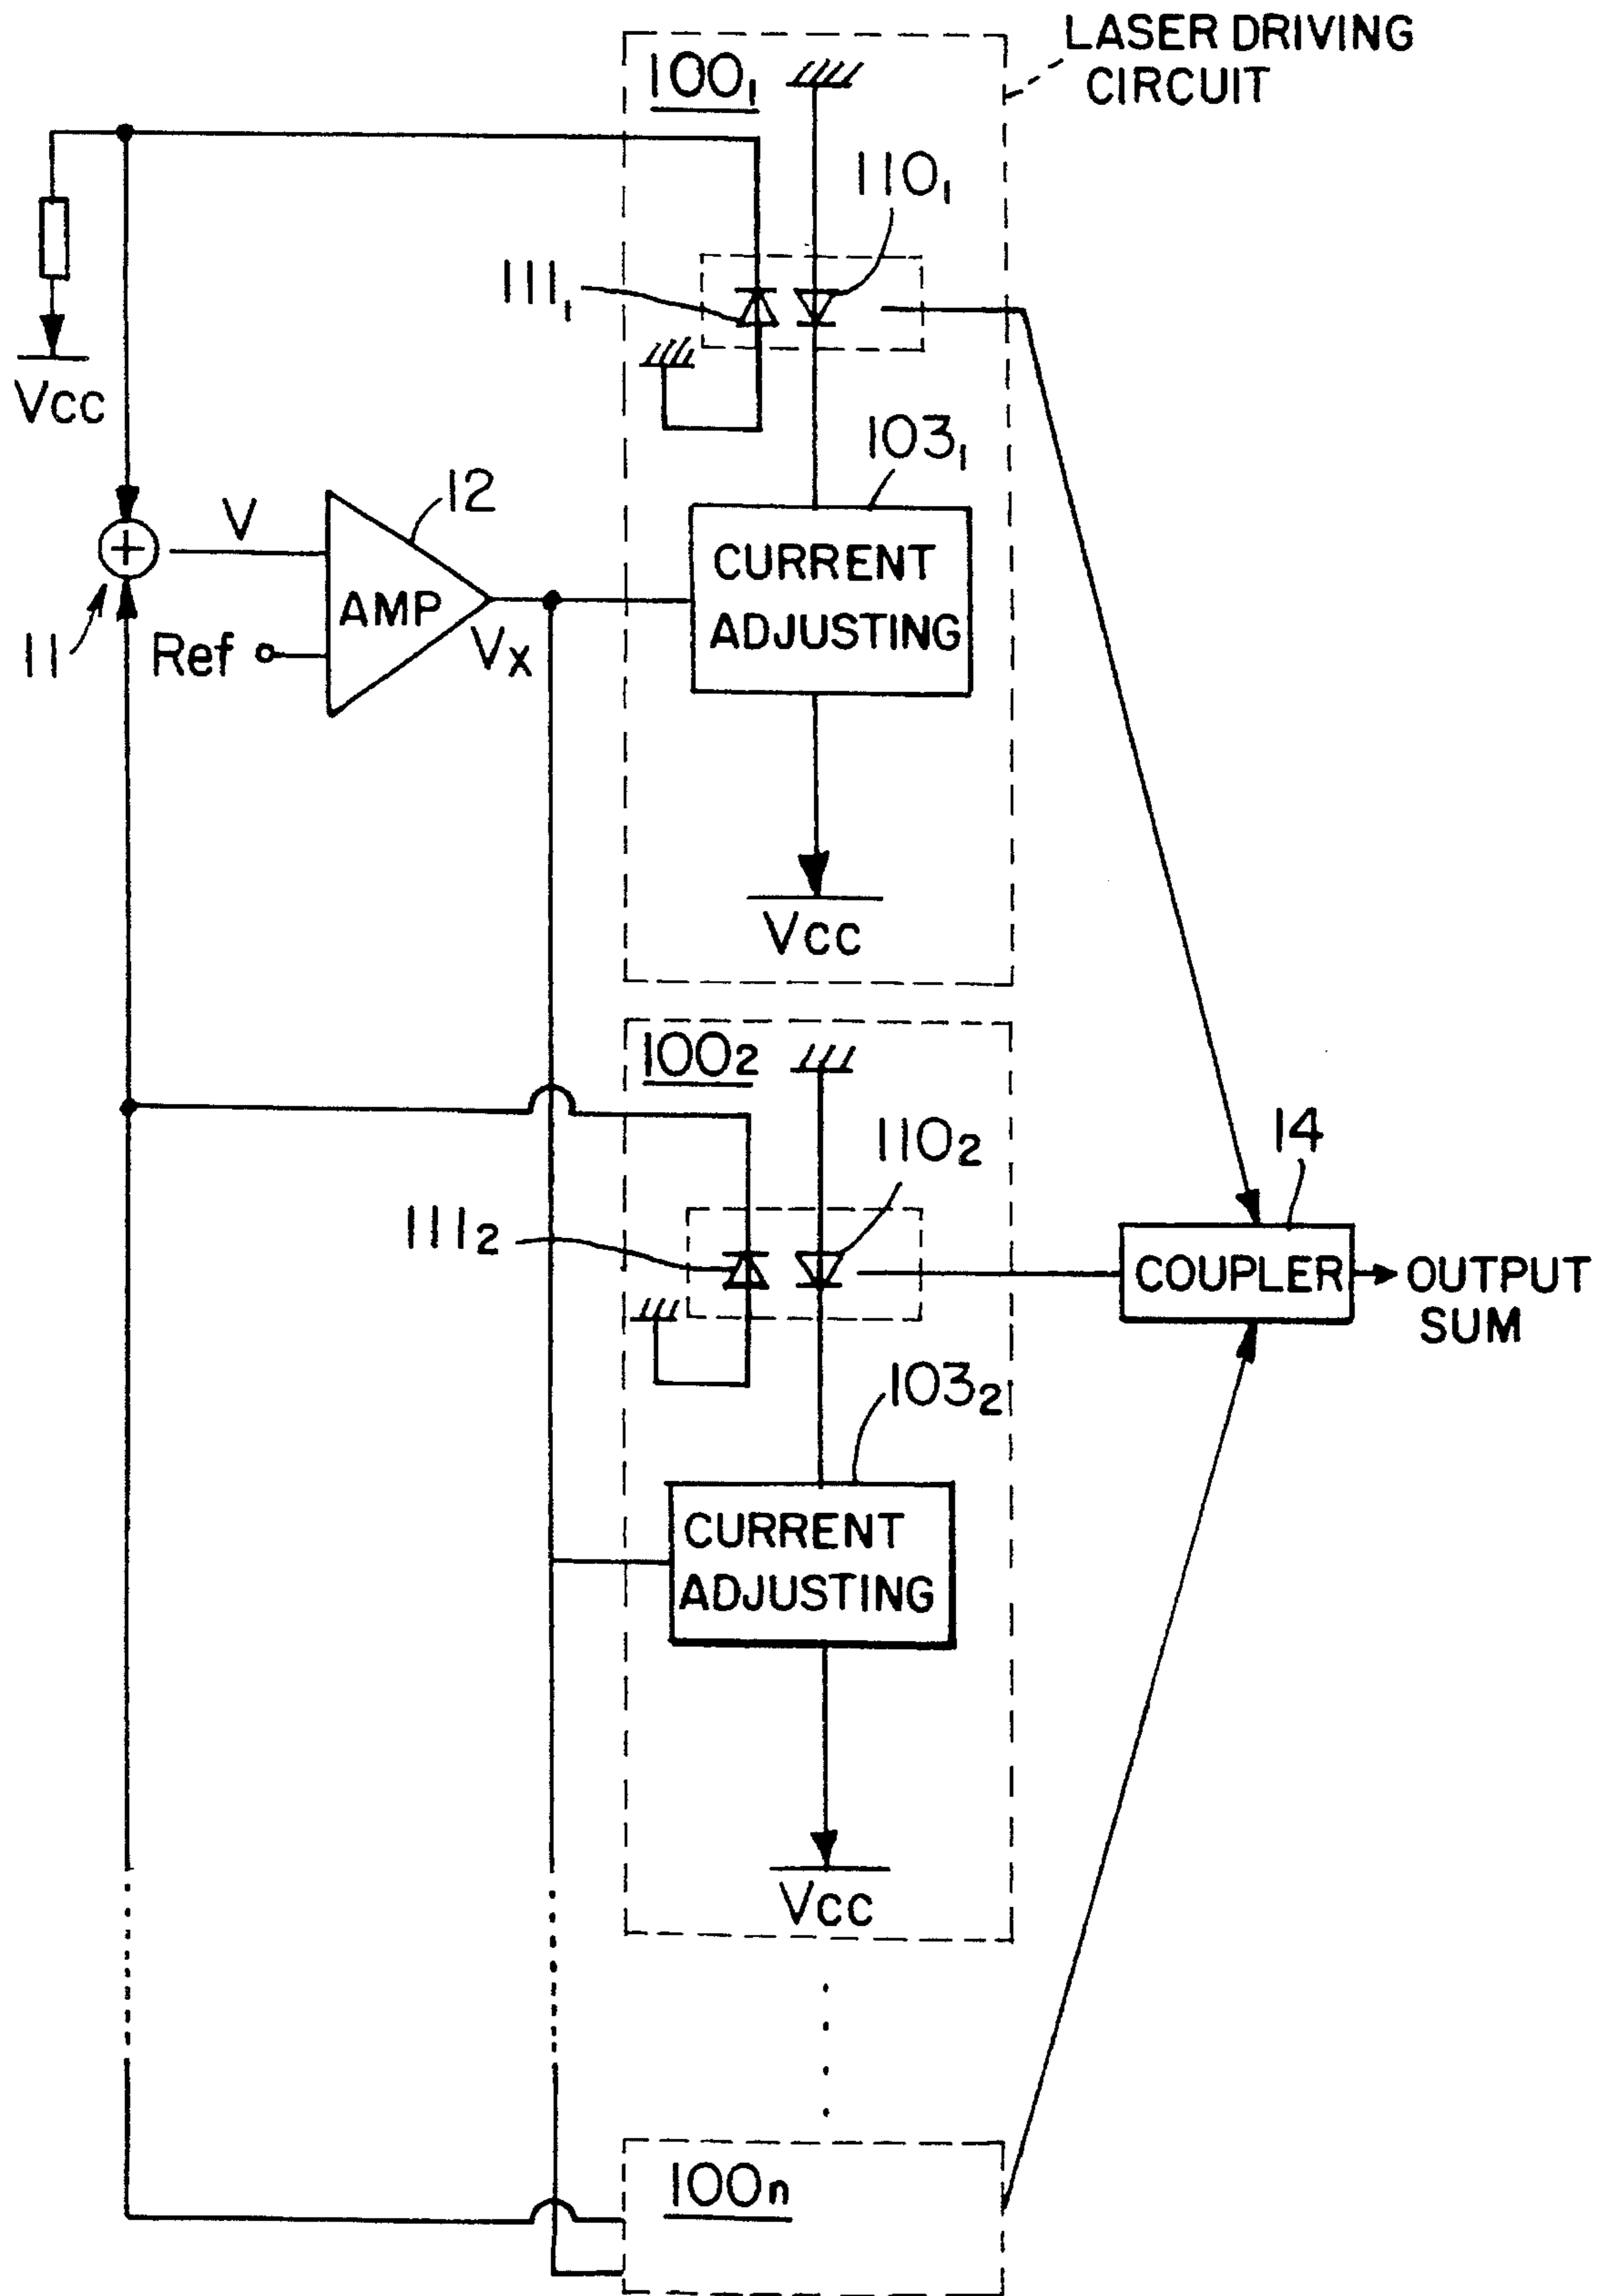 LASER DRIVING
CIRCUIT
100₁
110₁
111₁
Vcc
103₁
12
V
CURRENT
ADJUSTING
AMP
11
Ref
Vx
Vcc
100₂
110₂
14
111₂
COUPLER
OUTPUT
SUM
103₂
CURRENT
ADJUSTING
Vcc
100n